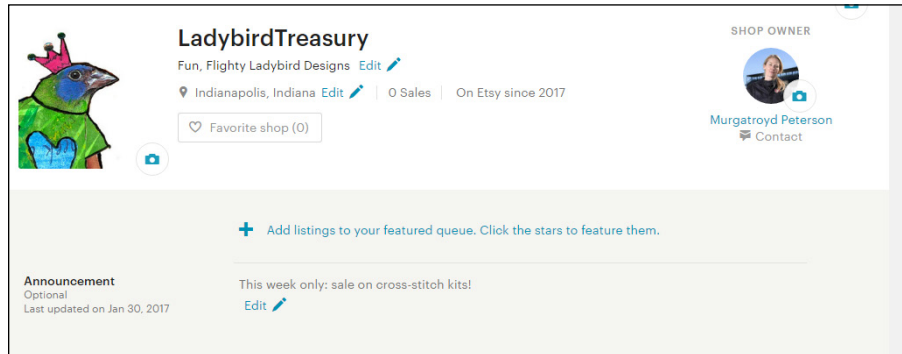 LadybirdTreasury
Fun, Flighty Ladybird Designs Edit
Indianapolis, Indiana Edit 0 Sales On Etsy since 2017
Favorite shop (0)
SHOP OWNER
Murgatroyd Peterson
Contact
Add listings to your featured queue. Click the stars to feature them.
Announcement
Optional
Last updated on Jan 30, 2017
This week only: sale on cross-stitch kits!
Edit